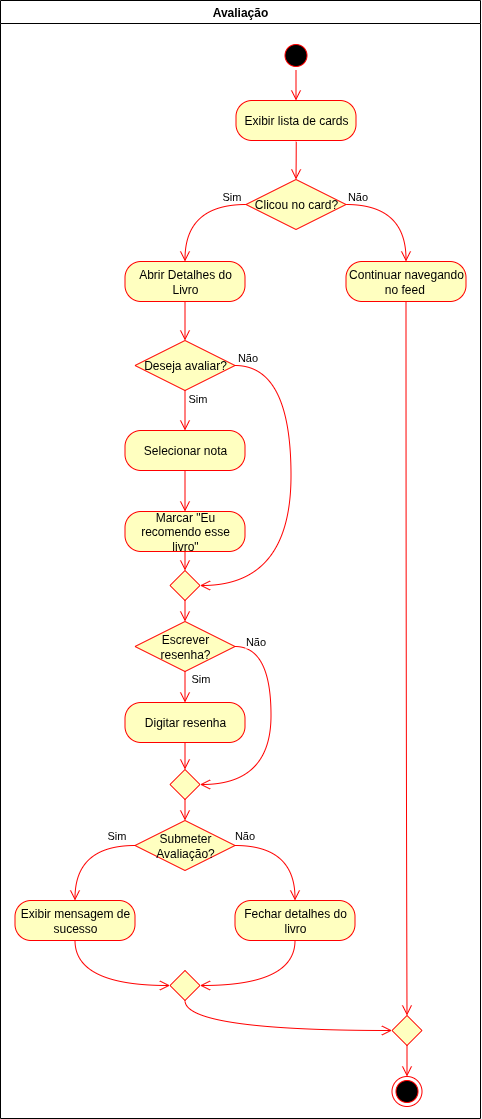 Avaliação
Exibir lista de cards
Clicou no card?
Sim
Não
Abrir Detalhes do
Livro
Continuar navegando
no feed
Deseja avaliar?
Não
Sim
Selecionar nota
Marcar "Eu
recomendo esse
livro"
Escrever
resenha?
Não
Sim
Digitar resenha
Submeter
Avaliação?
Sim
Não
Exibir mensagem de
sucesso
Fechar detalhes do
livro